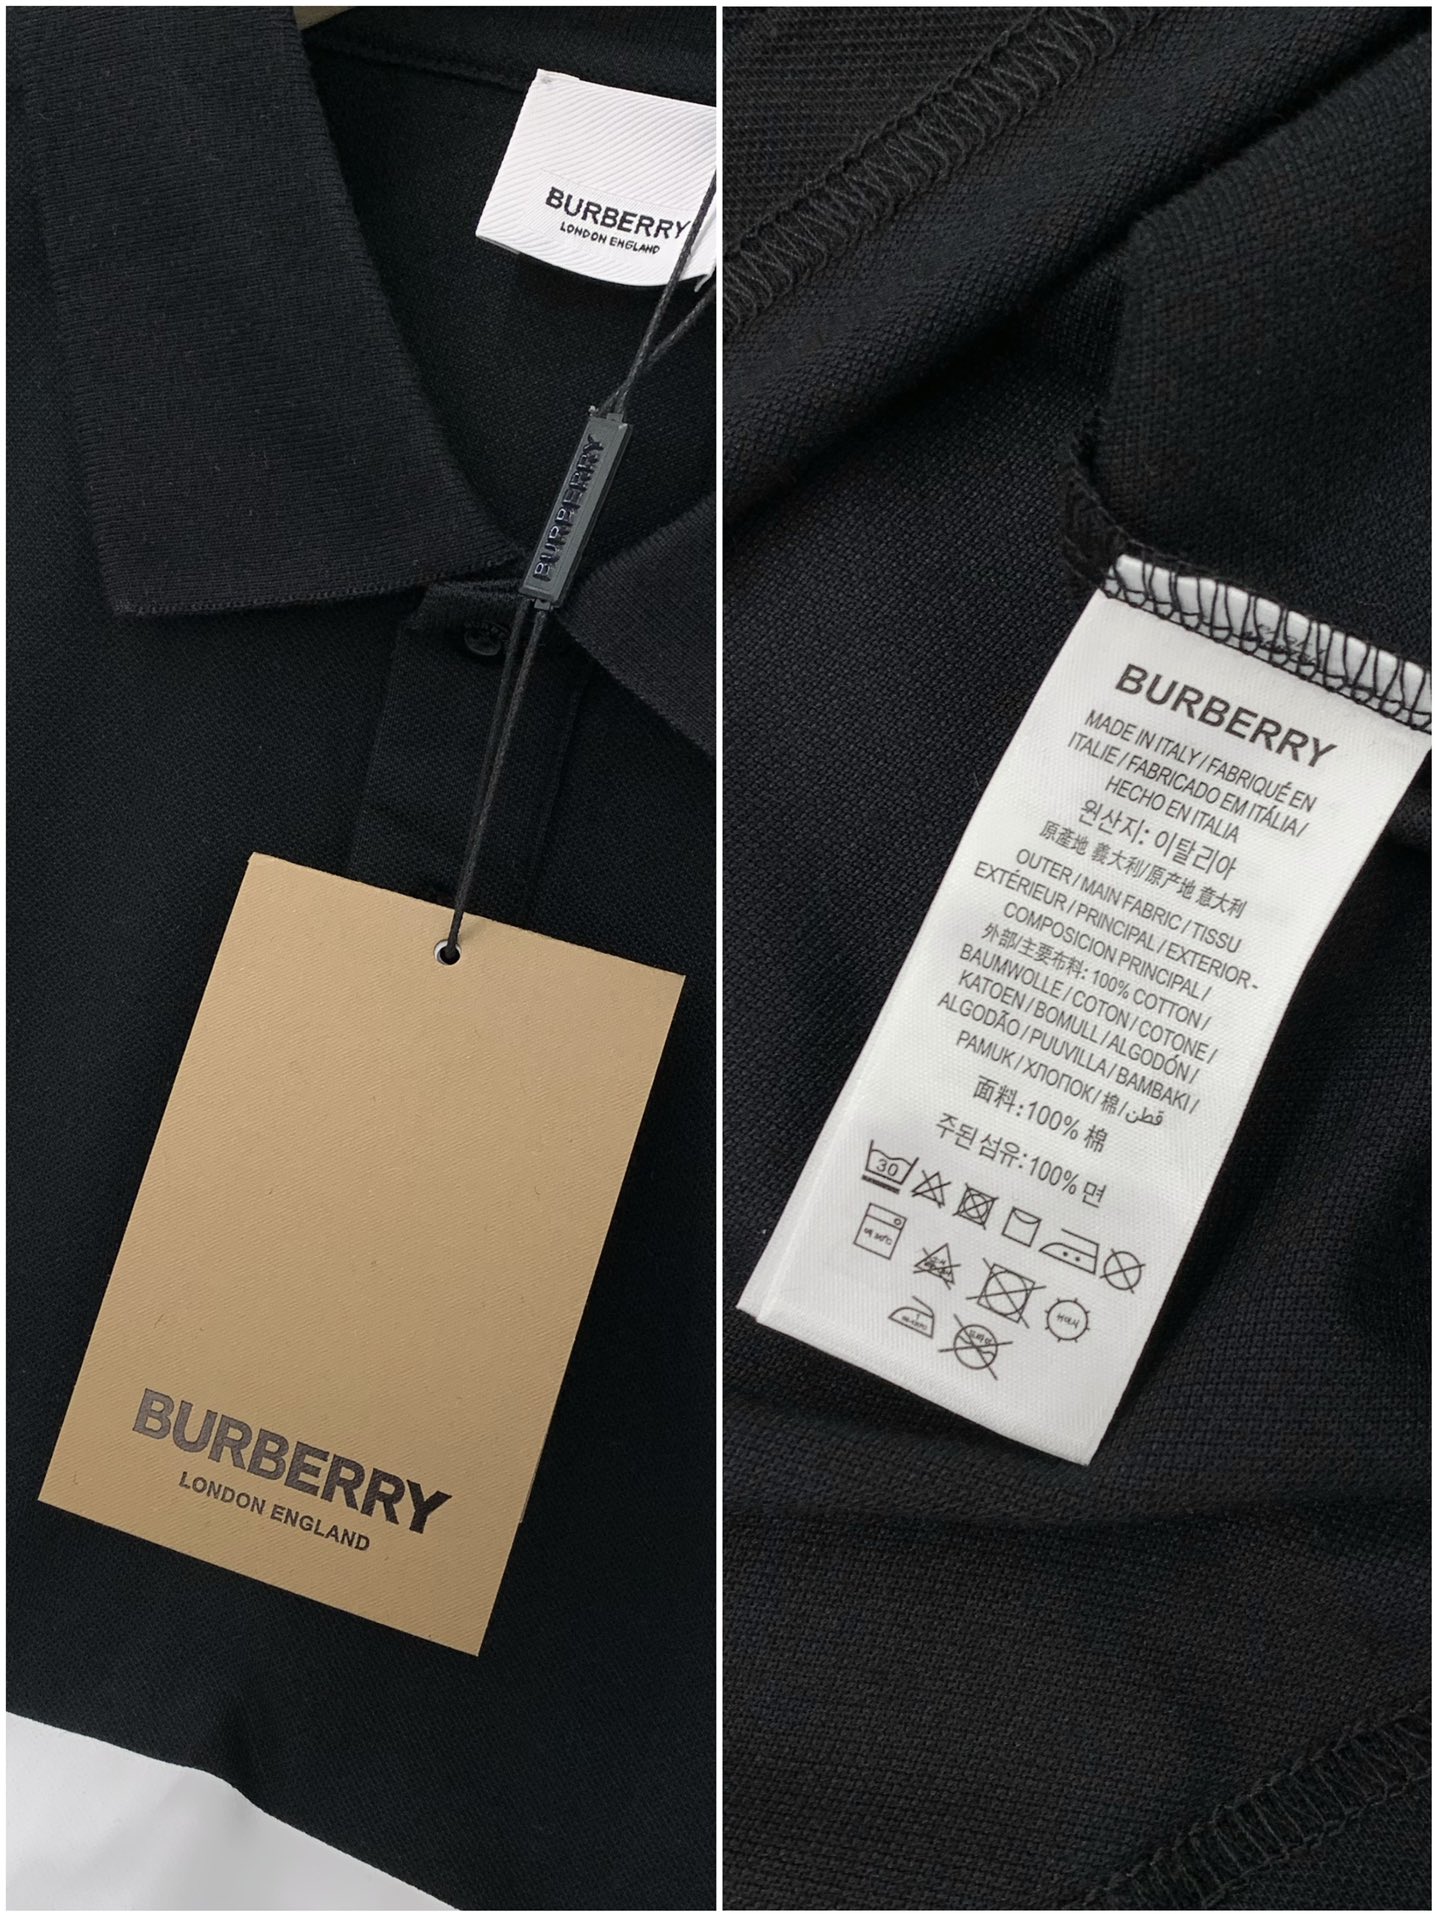 BURBERRY
LONDON ENGLAND
BURBERRY
BURBERRY
LONDON ENGLAND
BURBERRY
MADE IN ITALY / FABRIQUÉ EN
ITALIE / FABRICADO EM ITÁLIA /
HECHO EN ITALIA
원산지: 이탈리아
原產地 義大利/原产地 意大利
OUTER / MAIN FABRIC / TISSU
EXTÉRIEUR / PRINCIPAL / EXTERIOR-
COMPOSICION PRINCIPAL /
外部/主要布料: 100% COTTON /
BAUMWOLLE / COTON / COTONE /
KATOEN / BOMULL / ALGODÓN /
ALGODÃO / PUUVILLA / BAMBAKI /
PAMUK / ХЛОПОК / 棉 / قطن
面料:100% 棉
주된 섬유:100% 면
30